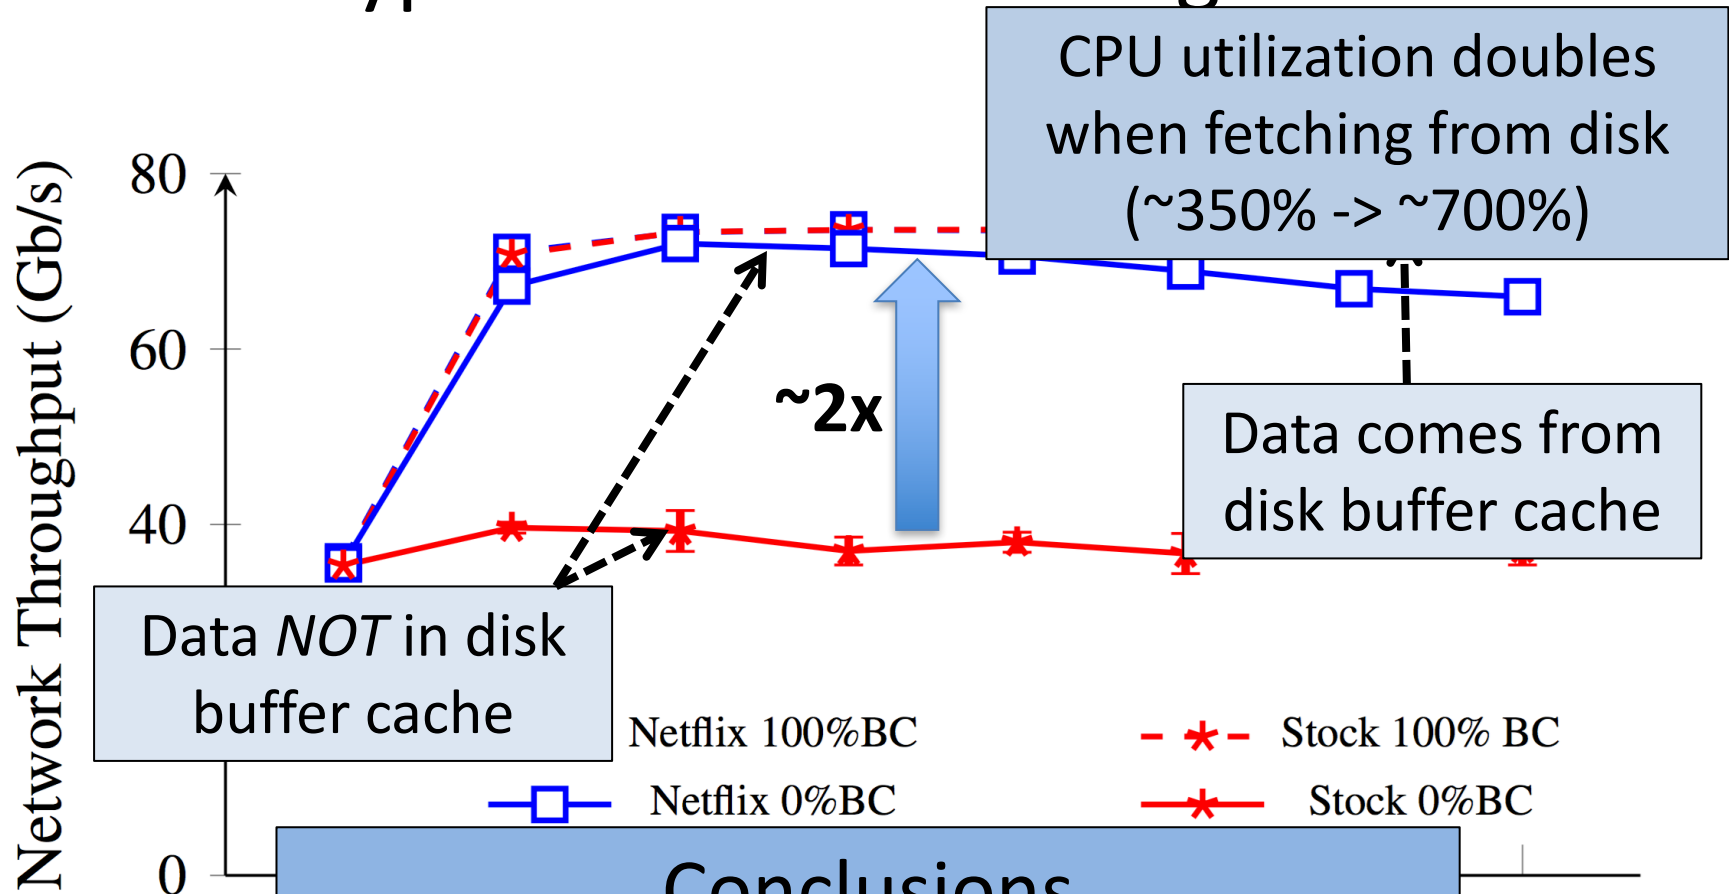 CPU utilization doubles
when fetching from disk
(~350% -> ~700%)
Network Throughput (Gb/s)
80
60
40
0
~2x
Data comes from
disk buffer cache
Data NOT in disk
buffer cache
Netflix 100%BC
Stock 100% BC
Netflix 0%BC
Stock 0%BC
Conclusions